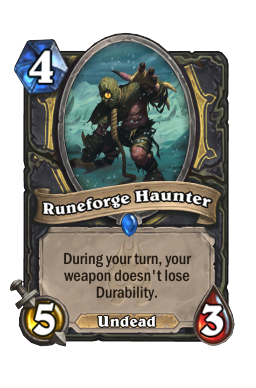 4
Runeforge Haunter
During your turn, your
weapon doesn't lose
Durability.
5
Undead
3